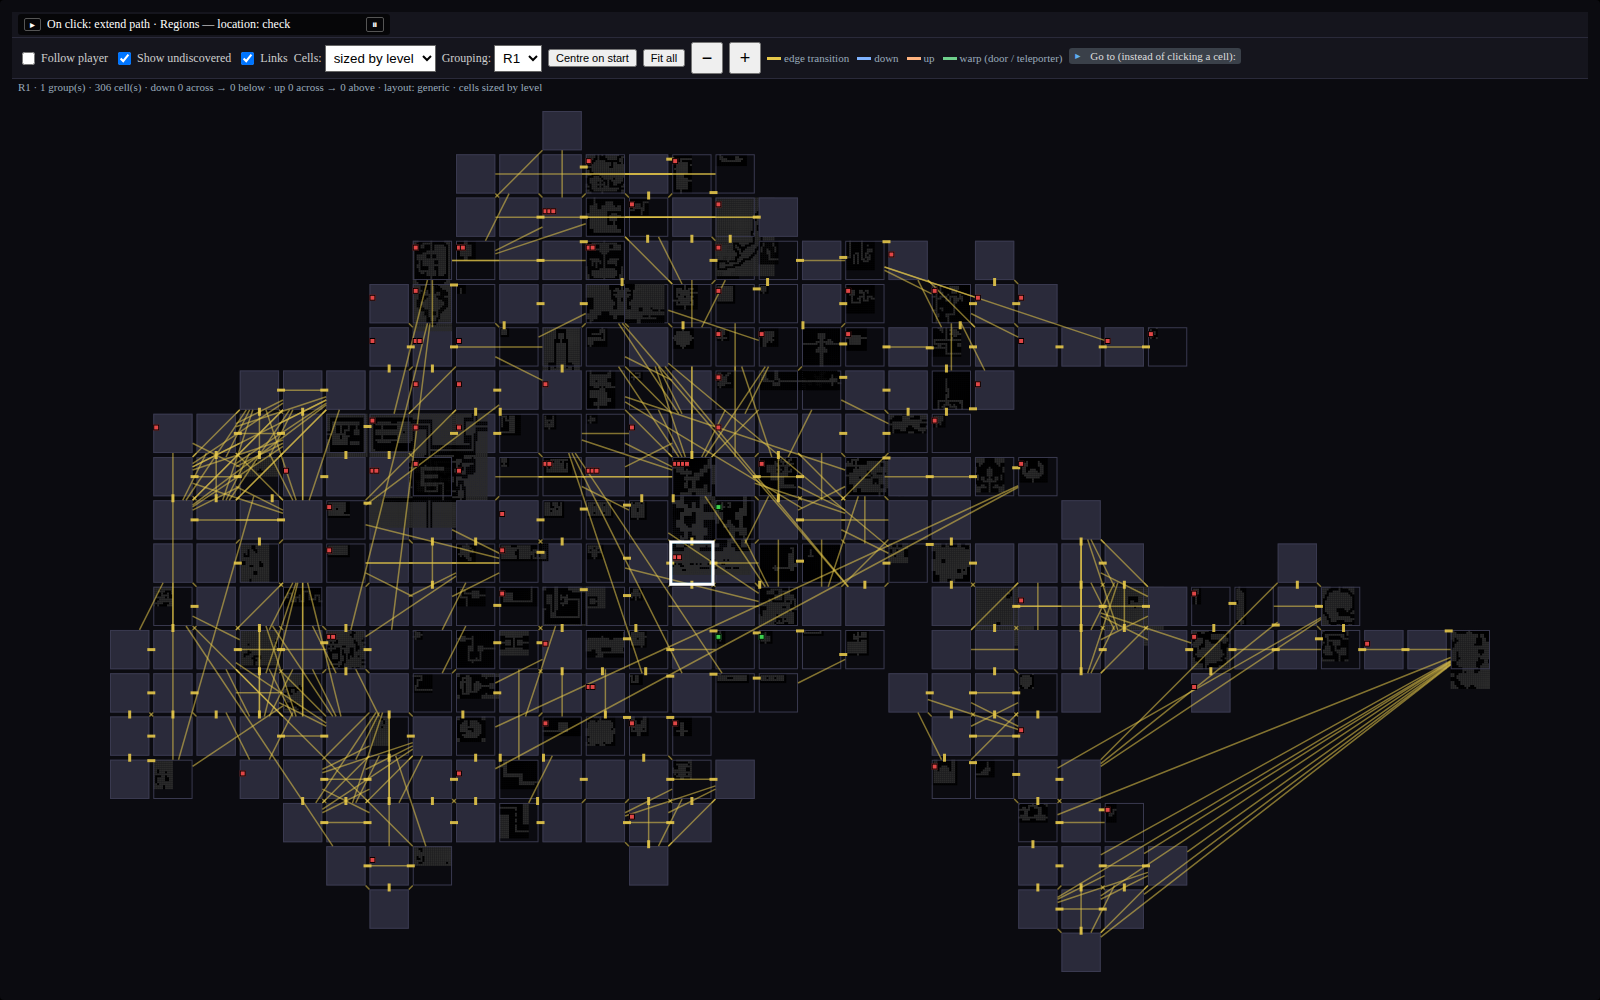 On click: extend path · Regions — location: check
Follow player Show undiscovered Links Cells: sized by level Grouping: R1 Centre on start Fit all − + edge transition down up warp (door / teleporter) Go to (instead of clicking a cell):
R1 · 1 group(s) · 306 cell(s) · down 0 across → 0 below · up 0 across → 0 above · layout: generic · cells sized by level